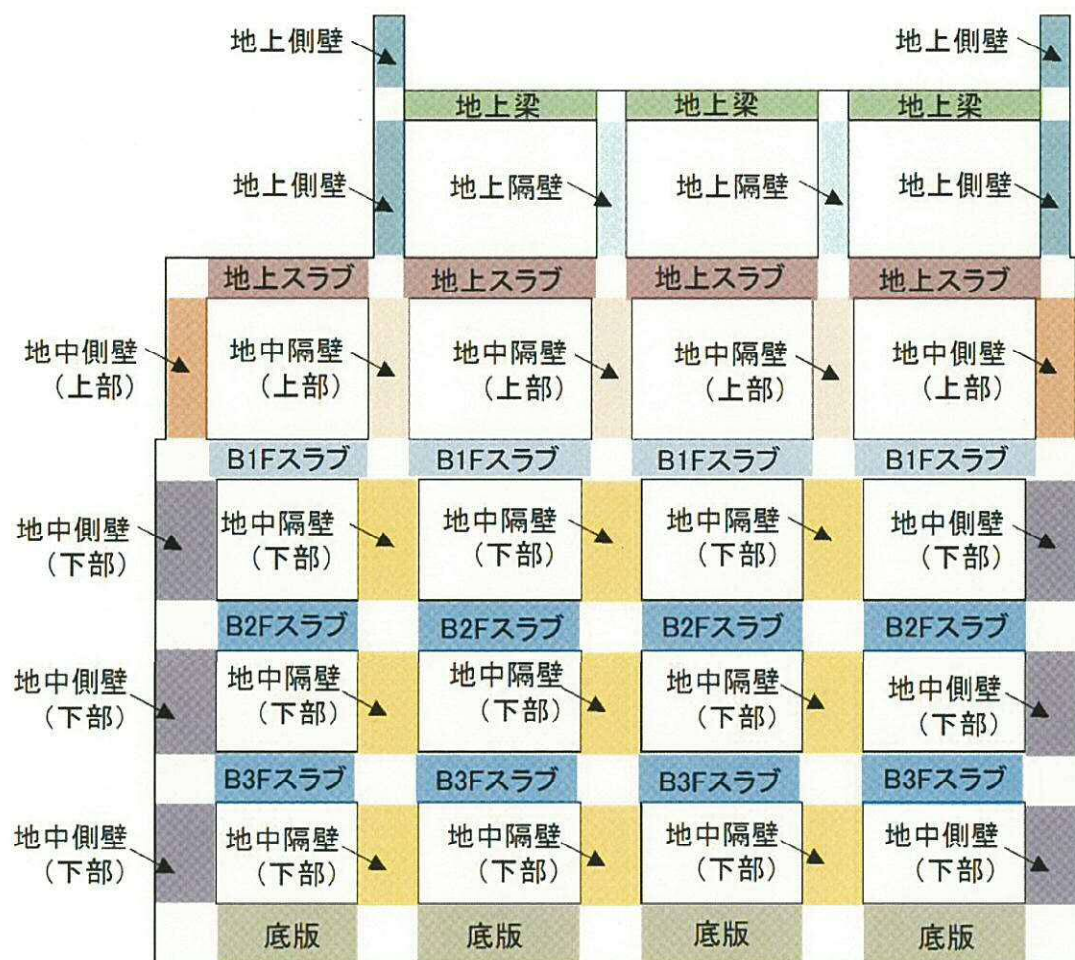 地上側壁
地上側壁
地上梁
地上梁
地上梁
地上側壁
地上隔壁
地上隔壁
地上側壁
地上スラブ
地上スラブ
地上スラブ
地上スラブ
地中側壁
（上部）
地中隔壁
（上部）
地中隔壁
（上部）
地中隔壁
（上部）
地中側壁
（上部）
B1Fスラブ
B1Fスラブ
B1Fスラブ
B1Fスラブ
地中側壁
（下部）
地中隔壁
（下部）
地中隔壁
（下部）
地中隔壁
（下部）
地中側壁
（下部）
B2Fスラブ
B2Fスラブ
B2Fスラブ
B2Fスラブ
地中側壁
（下部）
地中隔壁
（下部）
地中隔壁
（下部）
地中隔壁
（下部）
地中側壁
（下部）
B3Fスラブ
B3Fスラブ
B3Fスラブ
B3Fスラブ
地中側壁
（下部）
地中隔壁
（下部）
地中隔壁
（下部）
地中隔壁
（下部）
地中側壁
（下部）
底版
底版
底版
底版